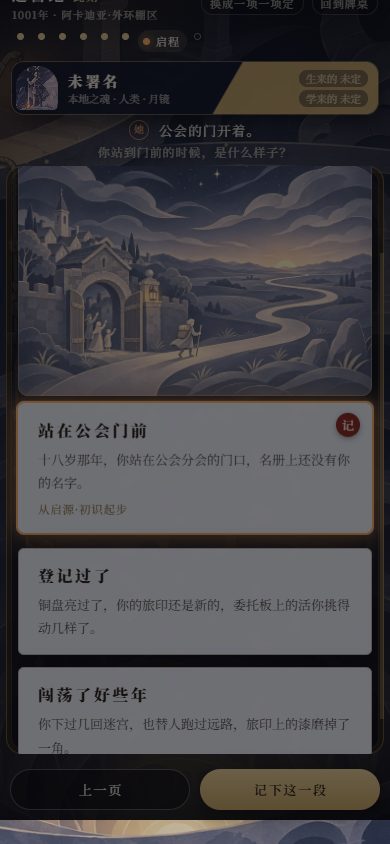 换成一项一项定
回到牌桌
1001年 · 阿卡迪亚·外环棚区
启程
未署名
本地之魂 · 人类 · 月镜
生来的 未定
学来的 未定
她 公会的门开着。
你站到门前的时候，是什么样子？
站在公会门前
记
十八岁那年，你站在公会分会的门口，名册上还没有你
的名字。
从启源·初识起步
登记过了
铜盘亮过了，你的旅印还是新的，委托板上的活你挑得
动几样了。
闯荡了好些年
你下过几回迷宫，也替人跑过远路，旅印上的漆磨掉了
一角。
上一页
记下这一段